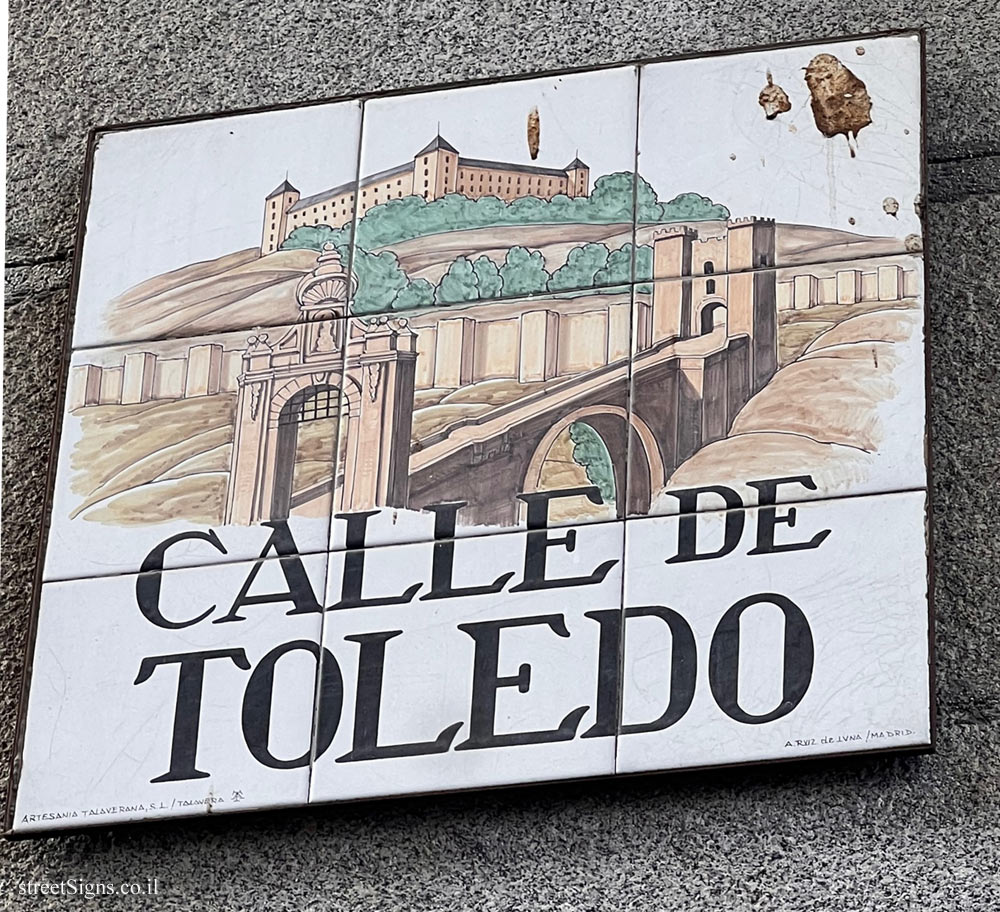 CALLE DE
TOLEDO
ARTESANIA TALAVERANA, S.L. / TALAVERA
A. RUIZ de LUNA / MADRID.
streetSigns.co.il